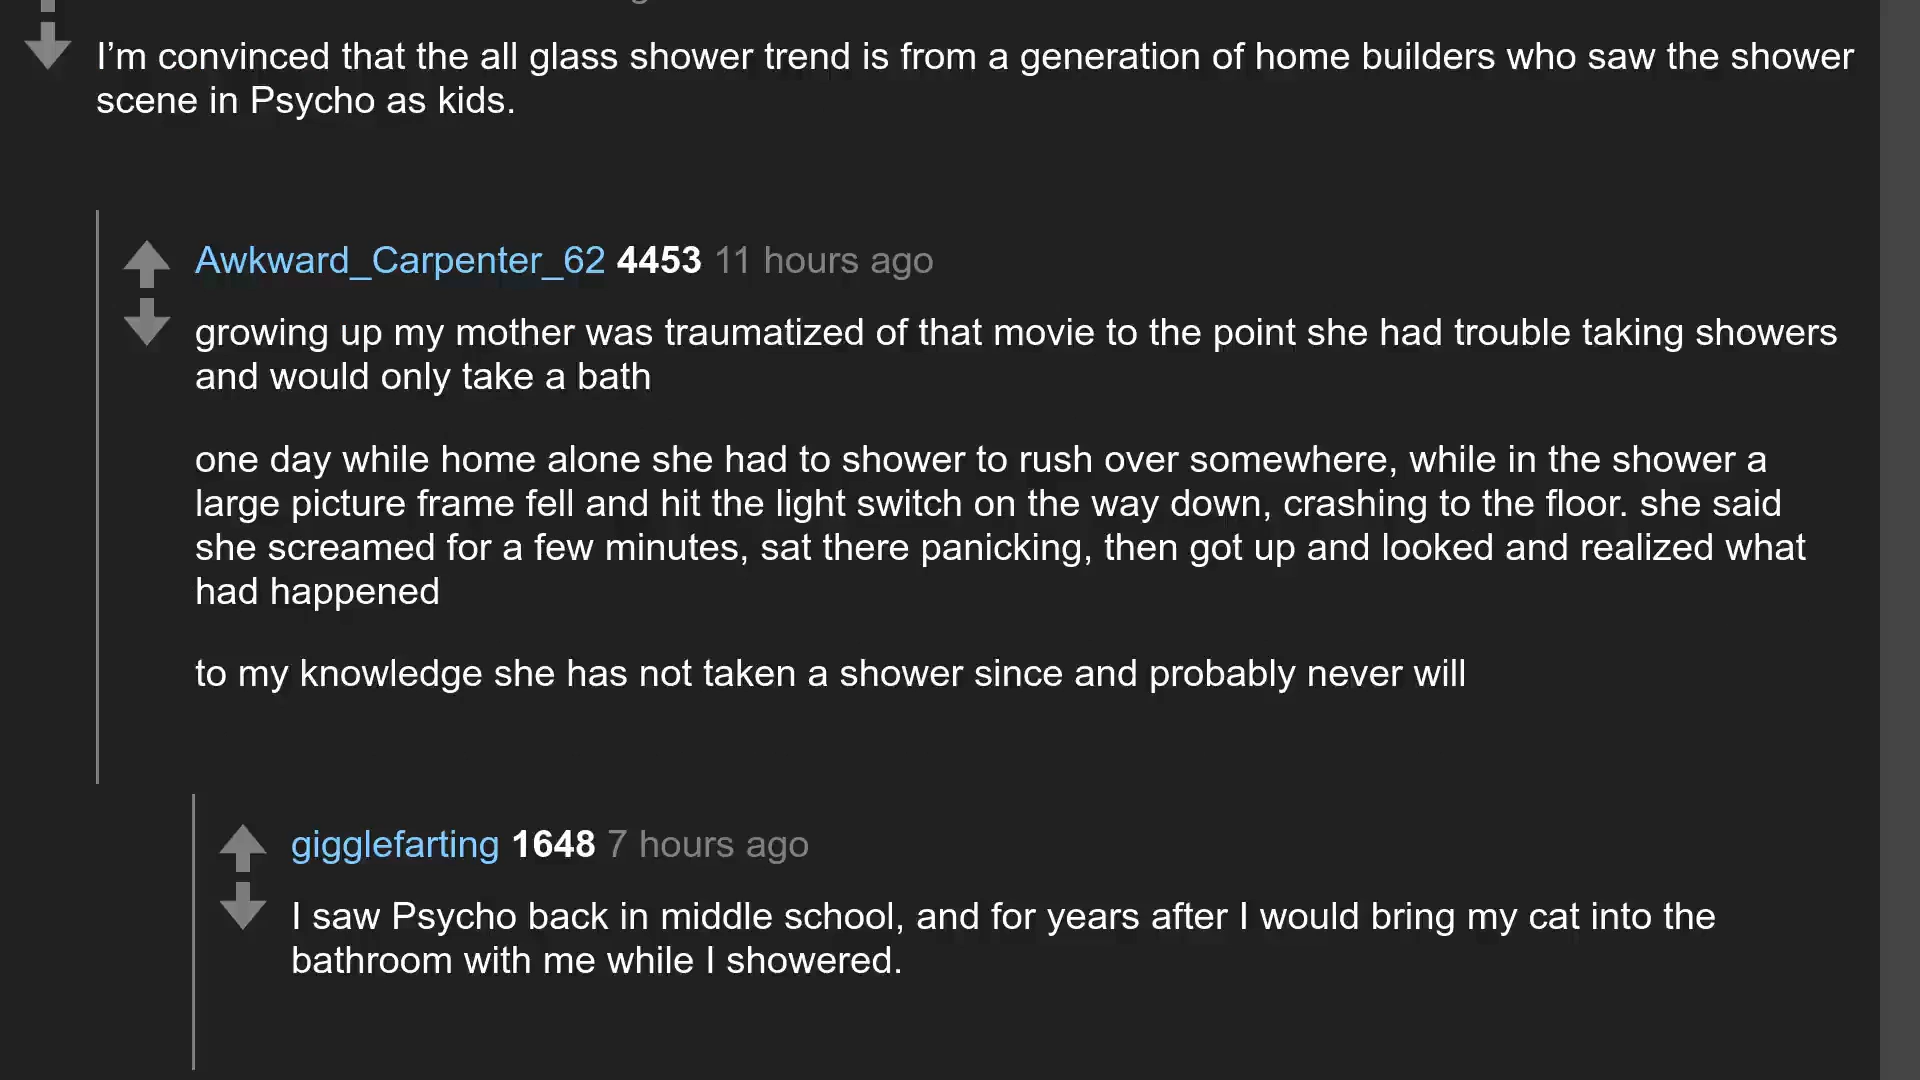 I’m convinced that the all glass shower trend is from a generation of home builders who saw the shower
scene in Psycho as kids.
Awkward_Carpenter_62 4453 11 hours ago
growing up my mother was traumatized of that movie to the point she had trouble taking showers
and would only take a bath
one day while home alone she had to shower to rush over somewhere, while in the shower a
large picture frame fell and hit the light switch on the way down, crashing to the floor. she said
she screamed for a few minutes, sat there panicking, then got up and looked and realized what
had happened
to my knowledge she has not taken a shower since and probably never will
gigglefarting 1648 7 hours ago
I saw Psycho back in middle school, and for years after I would bring my cat into the
bathroom with me while I showered.